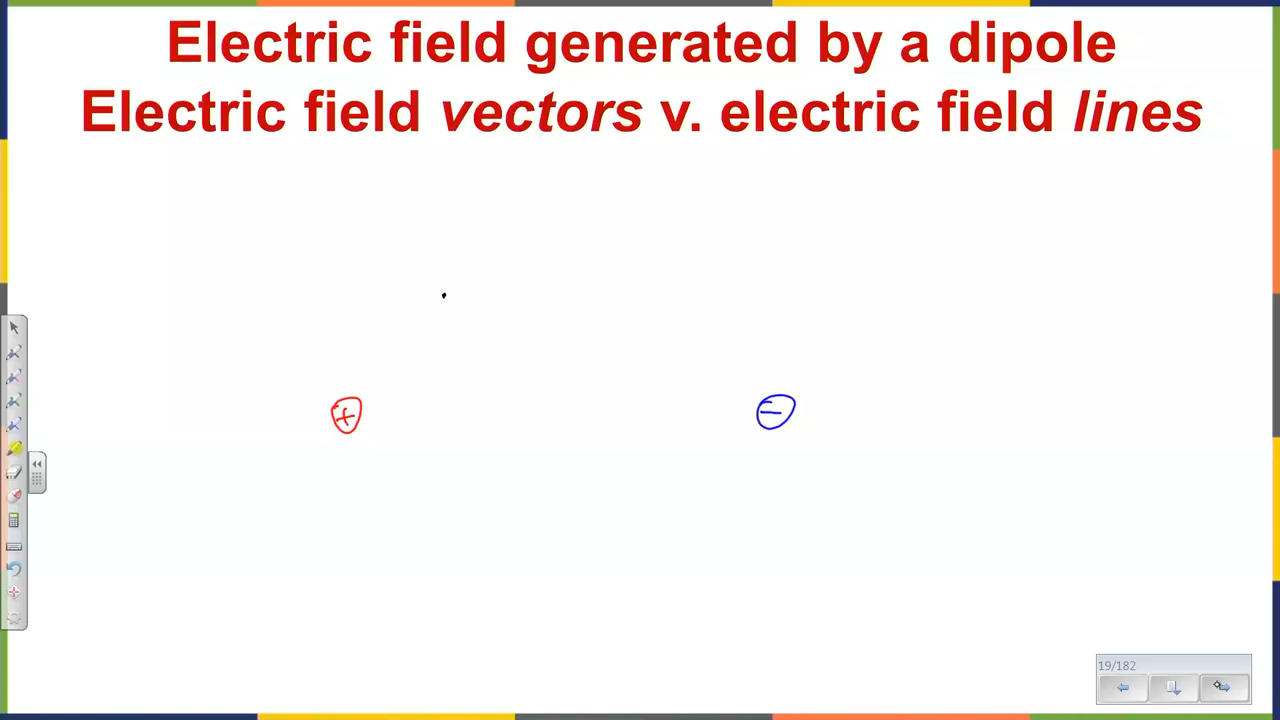 Electric field generated by a dipole
Electric field vectors v. electric field lines
+
−
19/182